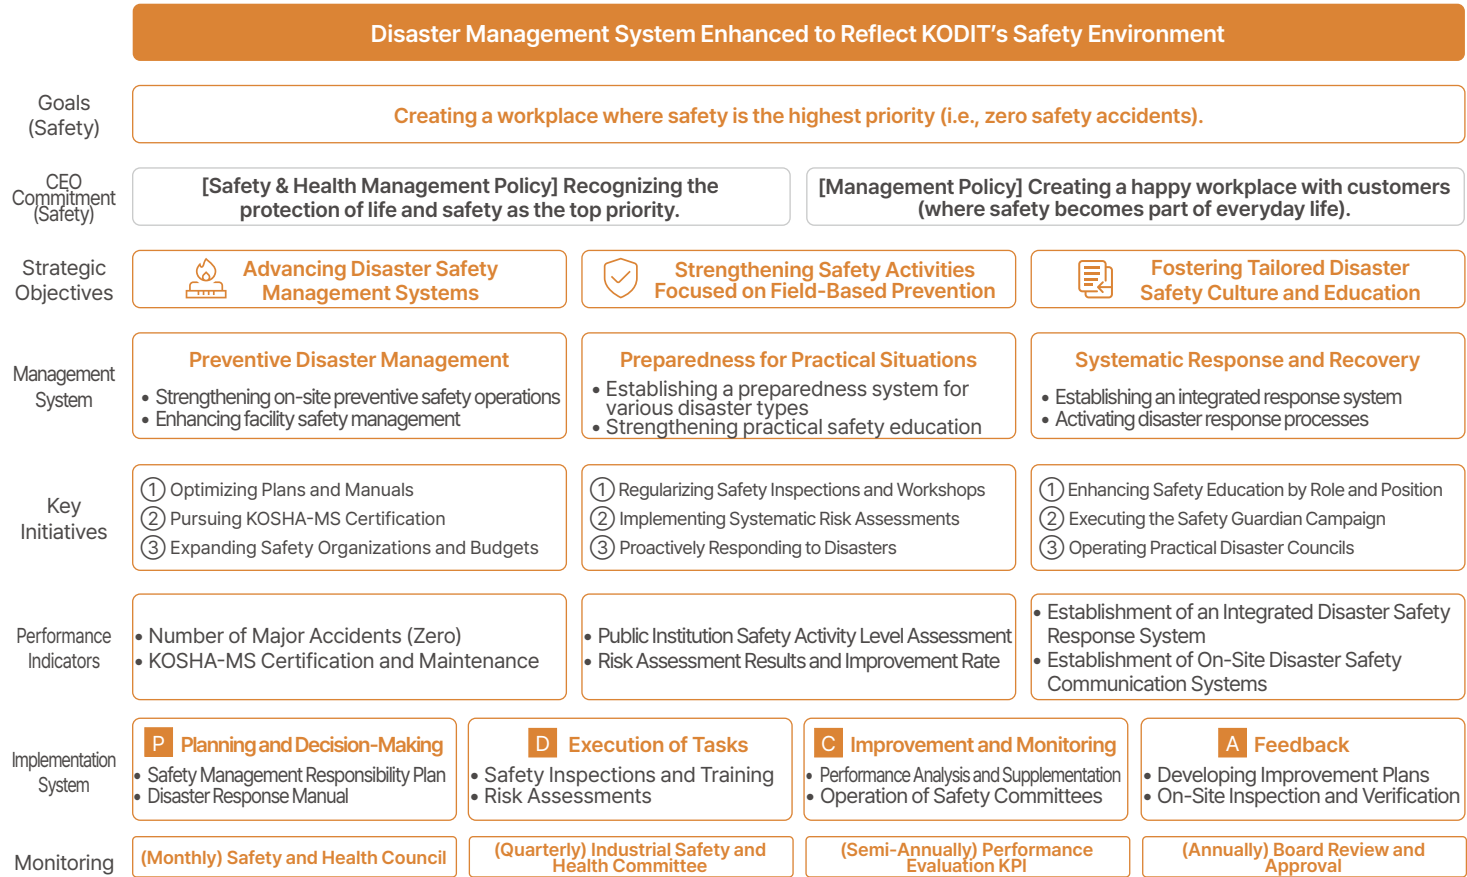 Disaster Management System Enhanced to Reflect KODIT's Safety Environment
Goals
(Safety)
Creating a workplace where safety is the highest priority (i.e., zero safety accidents).
CEO
Commitment
(Safety)
[Safety & Health Management Policy] Recognizing the
protection of life and safety as the top priority.
[Management Policy] Creating a happy workplace with customers
(where safety becomes part of everyday life).
Strategic
Objectives
Advancing Disaster Safety
Management Systems
Strengthening Safety Activities
Focused on Field-Based Prevention
Fostering Tailored Disaster
Safety Culture and Education
Management
System
Preventive Disaster Management
• Strengthening on-site preventive safety operations
• Enhancing facility safety management
Preparedness for Practical Situations
• Establishing a preparedness system for
various disaster types
• Strengthening practical safety education
Systematic Response and Recovery
• Establishing an integrated response system
• Activating disaster response processes
Key
Initiatives
① Optimizing Plans and Manuals
② Pursuing KOSHA-MS Certification
③ Expanding Safety Organizations and Budgets
① Regularizing Safety Inspections and Workshops
② Implementing Systematic Risk Assessments
③ Proactively Responding to Disasters
① Enhancing Safety Education by Role and Position
② Executing the Safety Guardian Campaign
③ Operating Practical Disaster Councils
Performance
Indicators
• Number of Major Accidents (Zero)
• KOSHA-MS Certification and Maintenance
• Public Institution Safety Activity Level Assessment
• Risk Assessment Results and Improvement Rate
• Establishment of an Integrated Disaster Safety
Response System
• Establishment of On-Site Disaster Safety
Communication Systems
Implementation
System
P Planning and Decision-Making
• Safety Management Responsibility Plan
• Disaster Response Manual
D Execution of Tasks
• Safety Inspections and Training
• Risk Assessments
C Improvement and Monitoring
• Performance Analysis and Supplementation
• Operation of Safety Committees
A Feedback
• Developing Improvement Plans
• On-Site Inspection and Verification
Monitoring
(Monthly) Safety and Health Council
(Quarterly) Industrial Safety and
Health Committee
(Semi-Annually) Performance
Evaluation KPI
(Annually) Board Review and
Approval